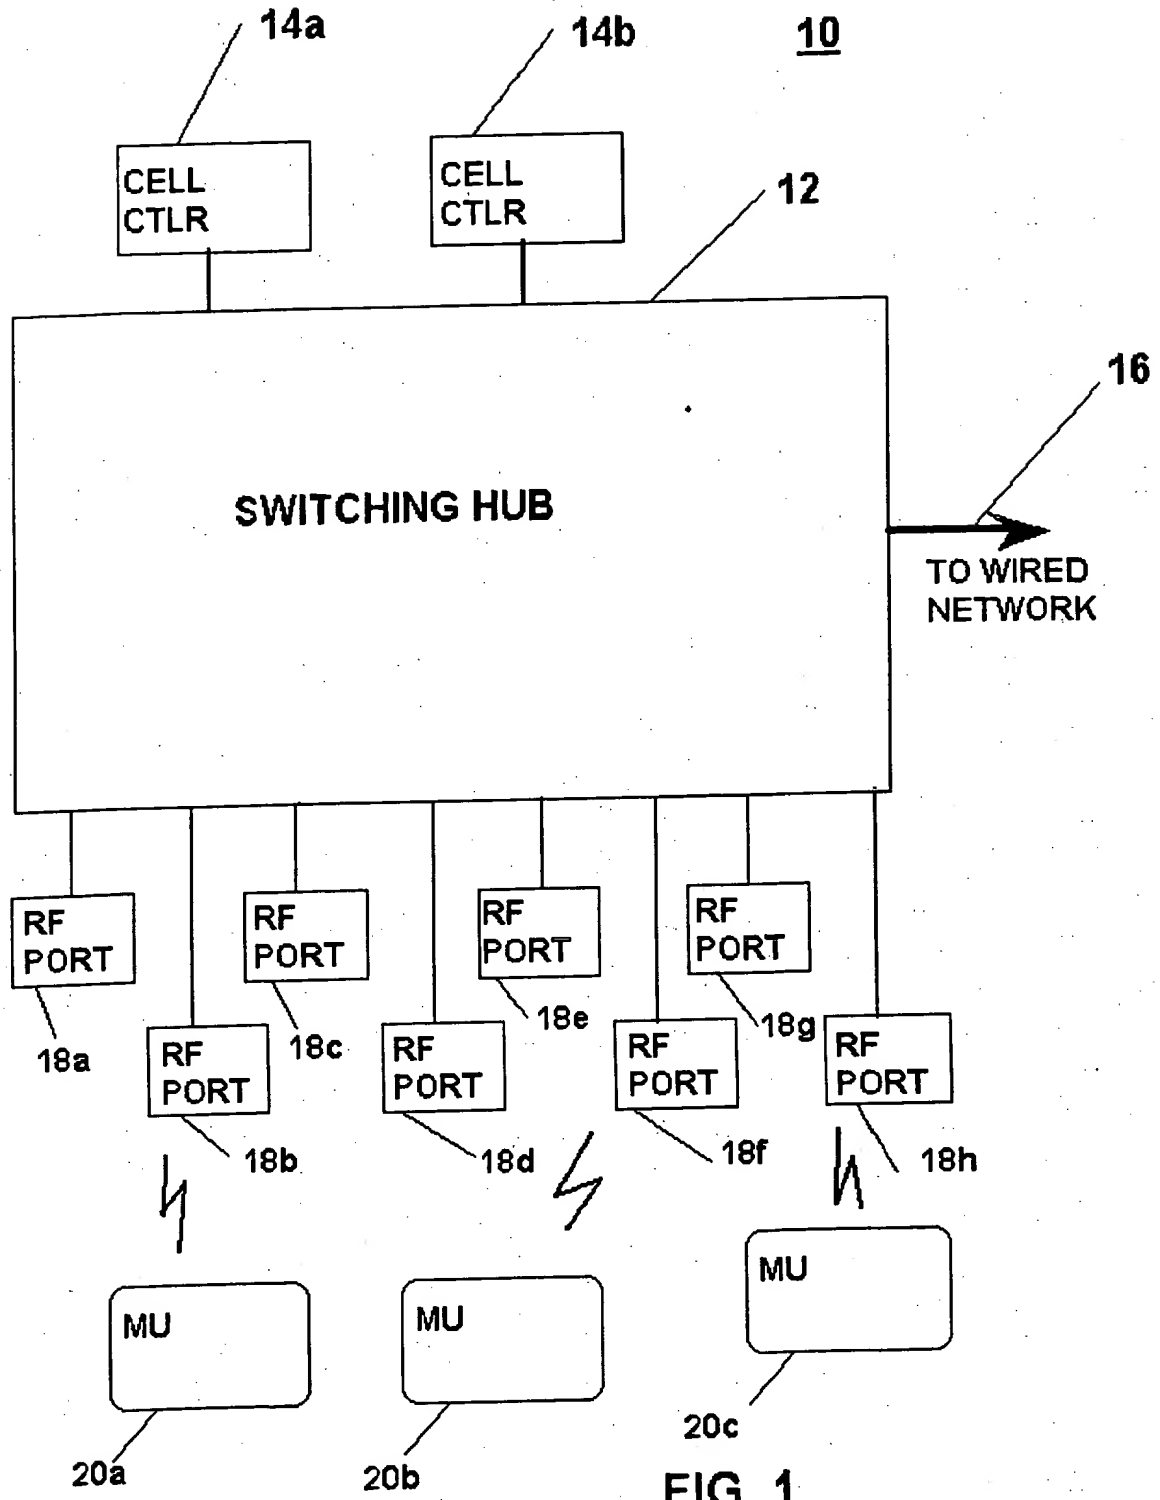 14a
14b
10
CELL
CTLR
CELL
CTLR
12
16
SWITCHING HUB
TO WIRED
NETWORK
RF
PORT
RF
PORT
RF
PORT
RF
PORT
18a
18c
18e
18g
RF
PORT
RF
PORT
RF
PORT
RF
PORT
18b
18d
18f
18h
MU
MU
MU
20a
20b
20c
FIG. 1